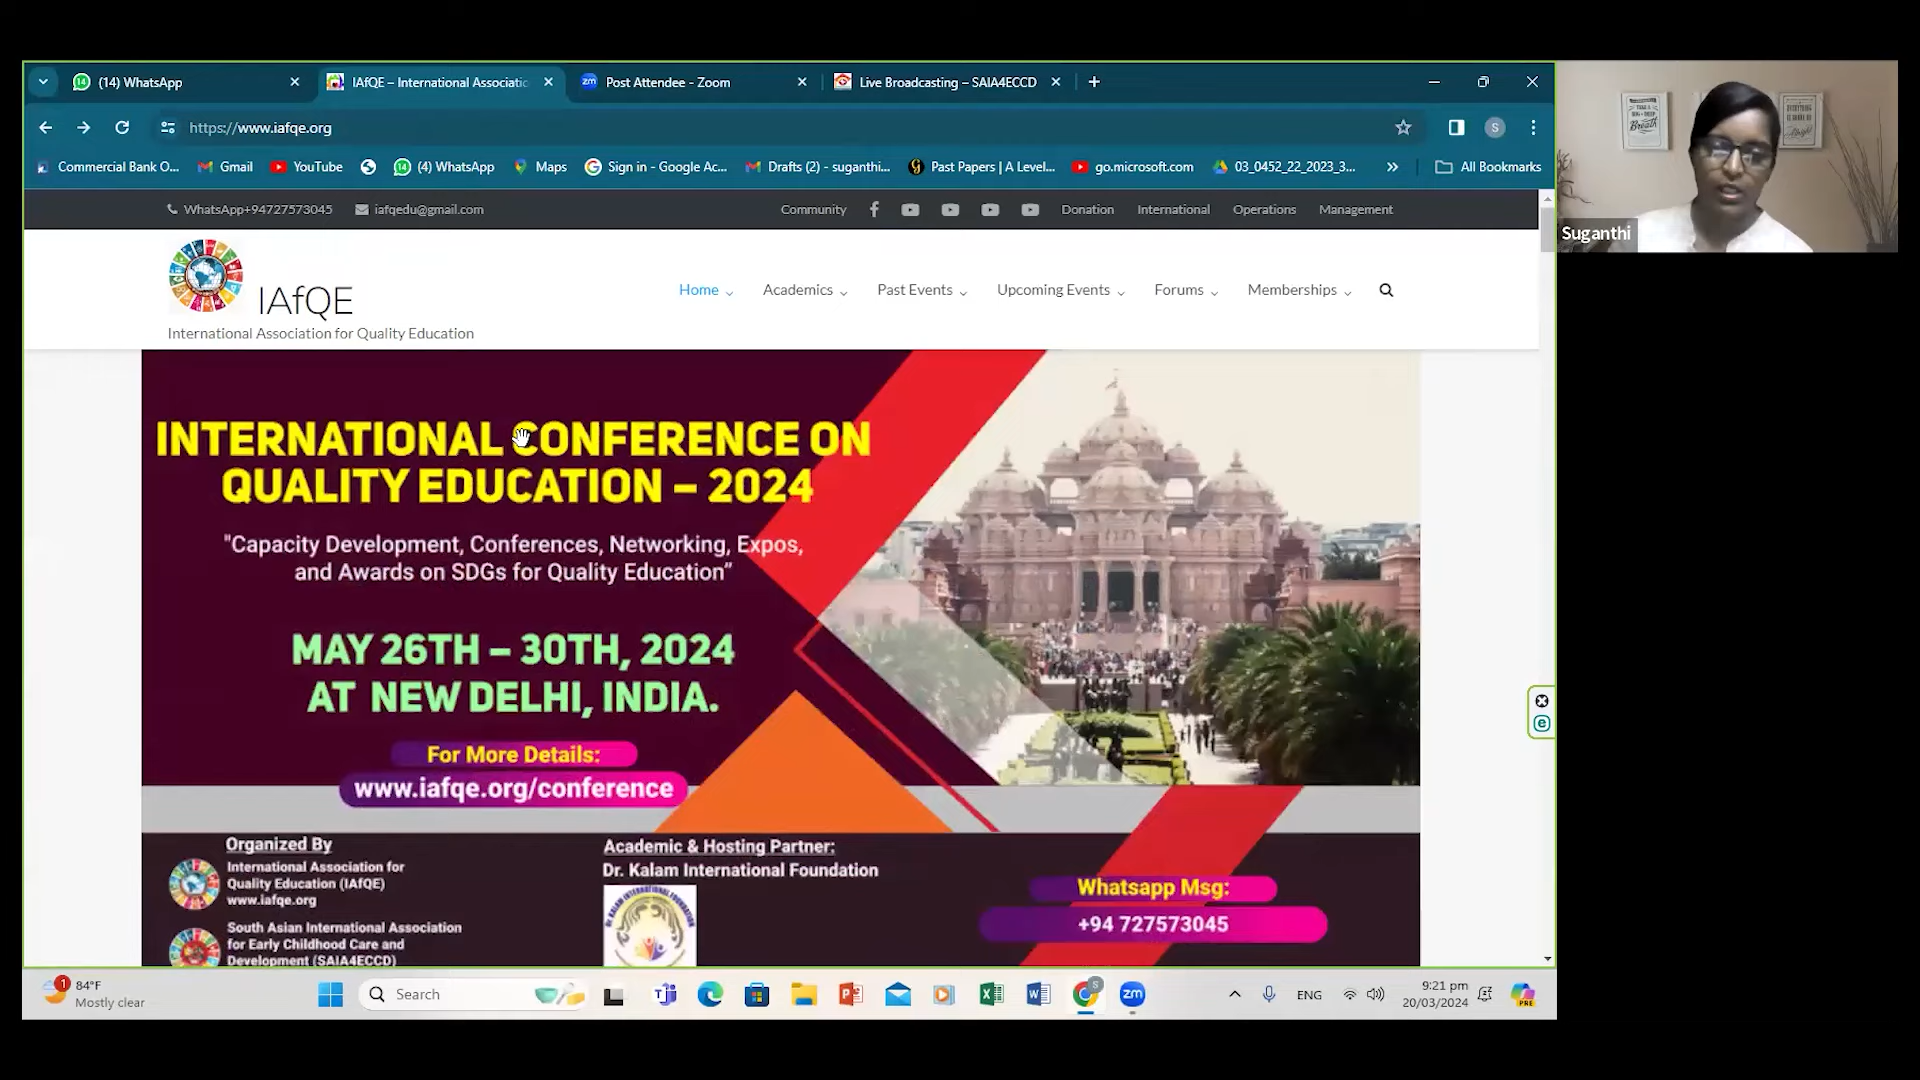 (14) WhatsApp
IAfQE – International Associatio
Post Attendee - Zoom
Live Broadcasting – SAIA4ECCD
https://www.iafqe.org
S
Commercial Bank O...
Gmail
YouTube
(4) WhatsApp
Maps
Sign in - Google Ac...
Drafts (2) - suganthi...
Past Papers | A Level...
go.microsoft.com
03_0452_22_2023_3...
All Bookmarks
WhatsApp+94727573045
iafqedu@gmail.com
Community
Donation
International
Operations
Management
IAfQE
International Association for Quality Education
Home
Academics
Past Events
Upcoming Events
Forums
Memberships
Suganthi
INTERNATIONAL CONFERENCE ON
QUALITY EDUCATION – 2024
"Capacity Development, Conferences, Networking, Expos,
and Awards on SDGs for Quality Education”
MAY 26TH – 30TH, 2024
AT NEW DELHI, INDIA.
For More Details:
www.iafqe.org/conference
Organized By
International Association for
Quality Education (IAfQE)
www.iafqe.org
South Asian International Association
for Early Childhood Care and
Development (SAIA4ECCD)
Academic & Hosting Partner:
Dr. Kalam International Foundation
Whatsapp Msg:
+94 727573045
1
84°F
Mostly clear
Search
zm
ENG
9:21 pm
20/03/2024
PRE